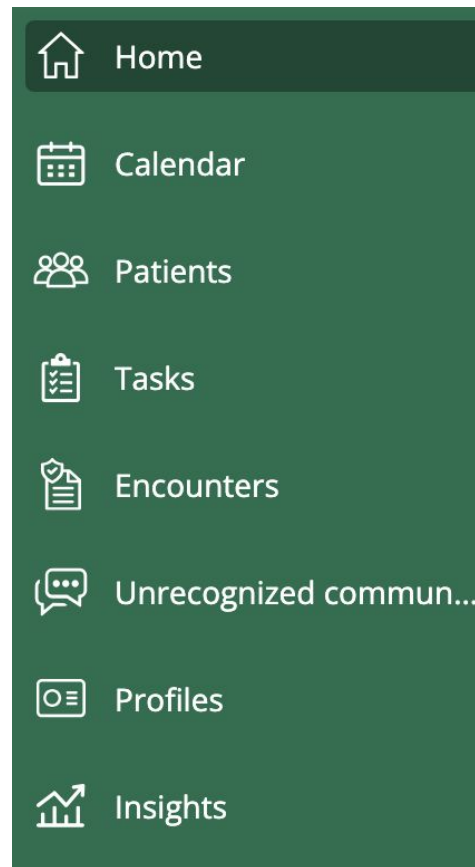 Home
Calendar
Patients
Tasks
Encounters
Unrecognized commun...
Profiles
Insights